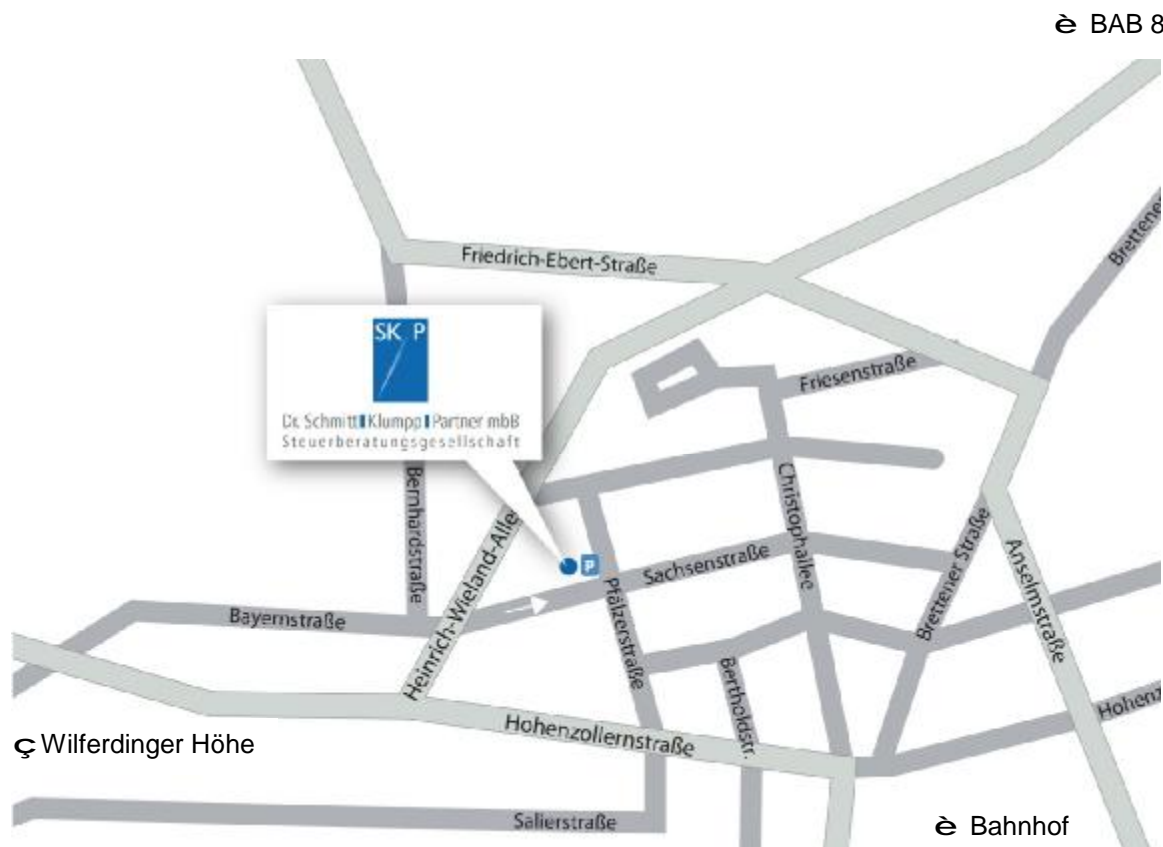 è BAB 8
Friedrich-Ebert-Straße
Brettener
SK P
Dr. Schmitt Klumpp Partner mbB
Steuerberatungsgesellschaft
Friesenstraße
Bernhardstraße
Heinrich-Wieland-Allee
Christophallee
P
Sachsenstraße
Pfälzerstraße
Brettener Straße
Anselmstraße
Bayernstraße
Bertholdstr.
Hohenz
Hohenzollernstraße
ç Wilferdinger Höhe
Salierstraße
è Bahnhof